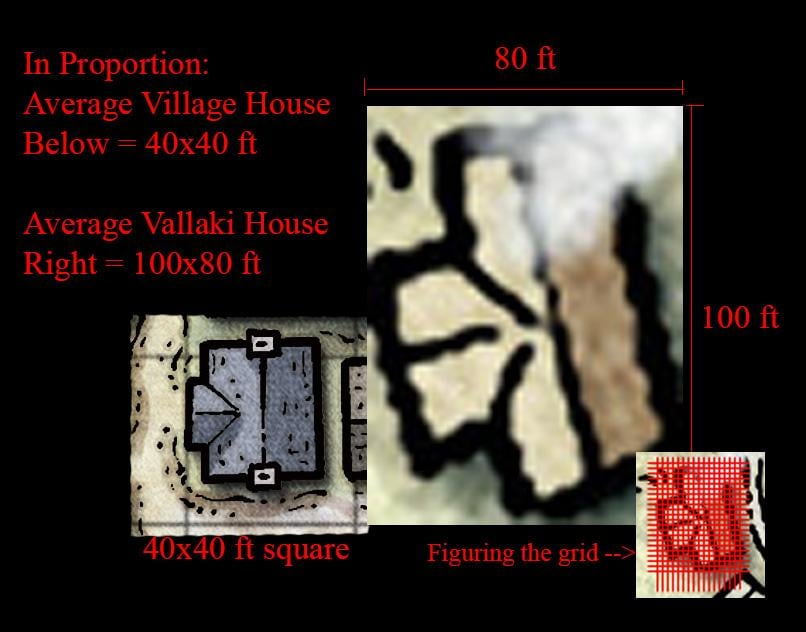 In Proportion:
Average Village House
Below = 40x40 ft
Average Vallaki House
Right = 100x80 ft
80 ft
100 ft
40x40 ft square
Figuring the grid -->